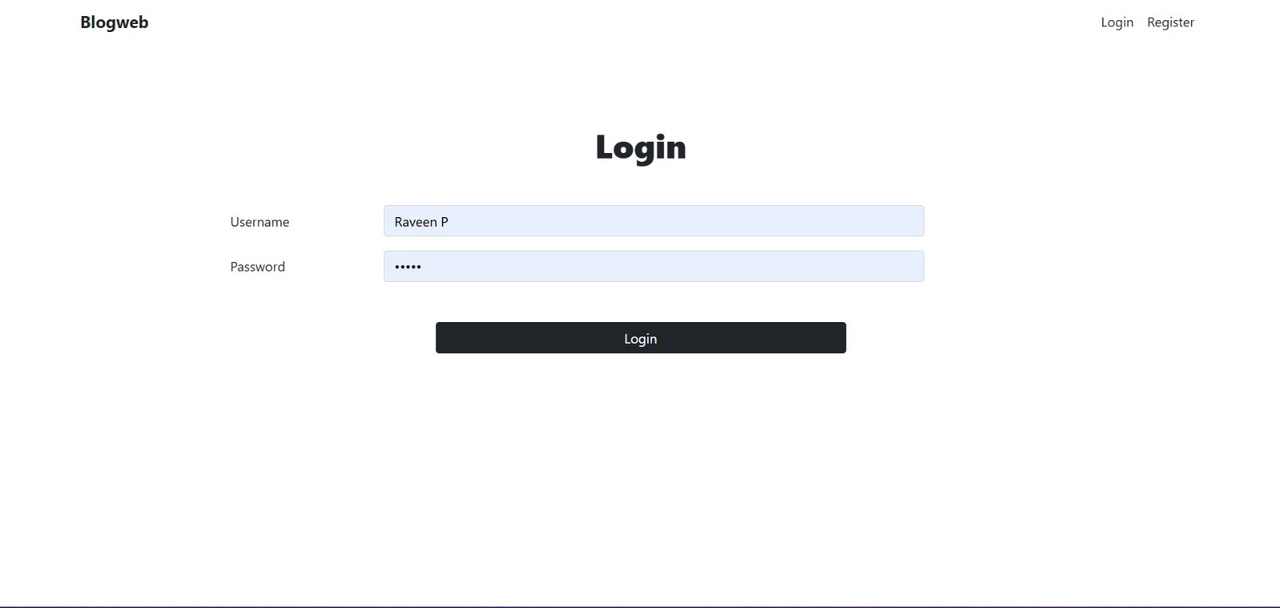 Blogweb
Login Register
Login
Username Raveen P
Password •••••
Login